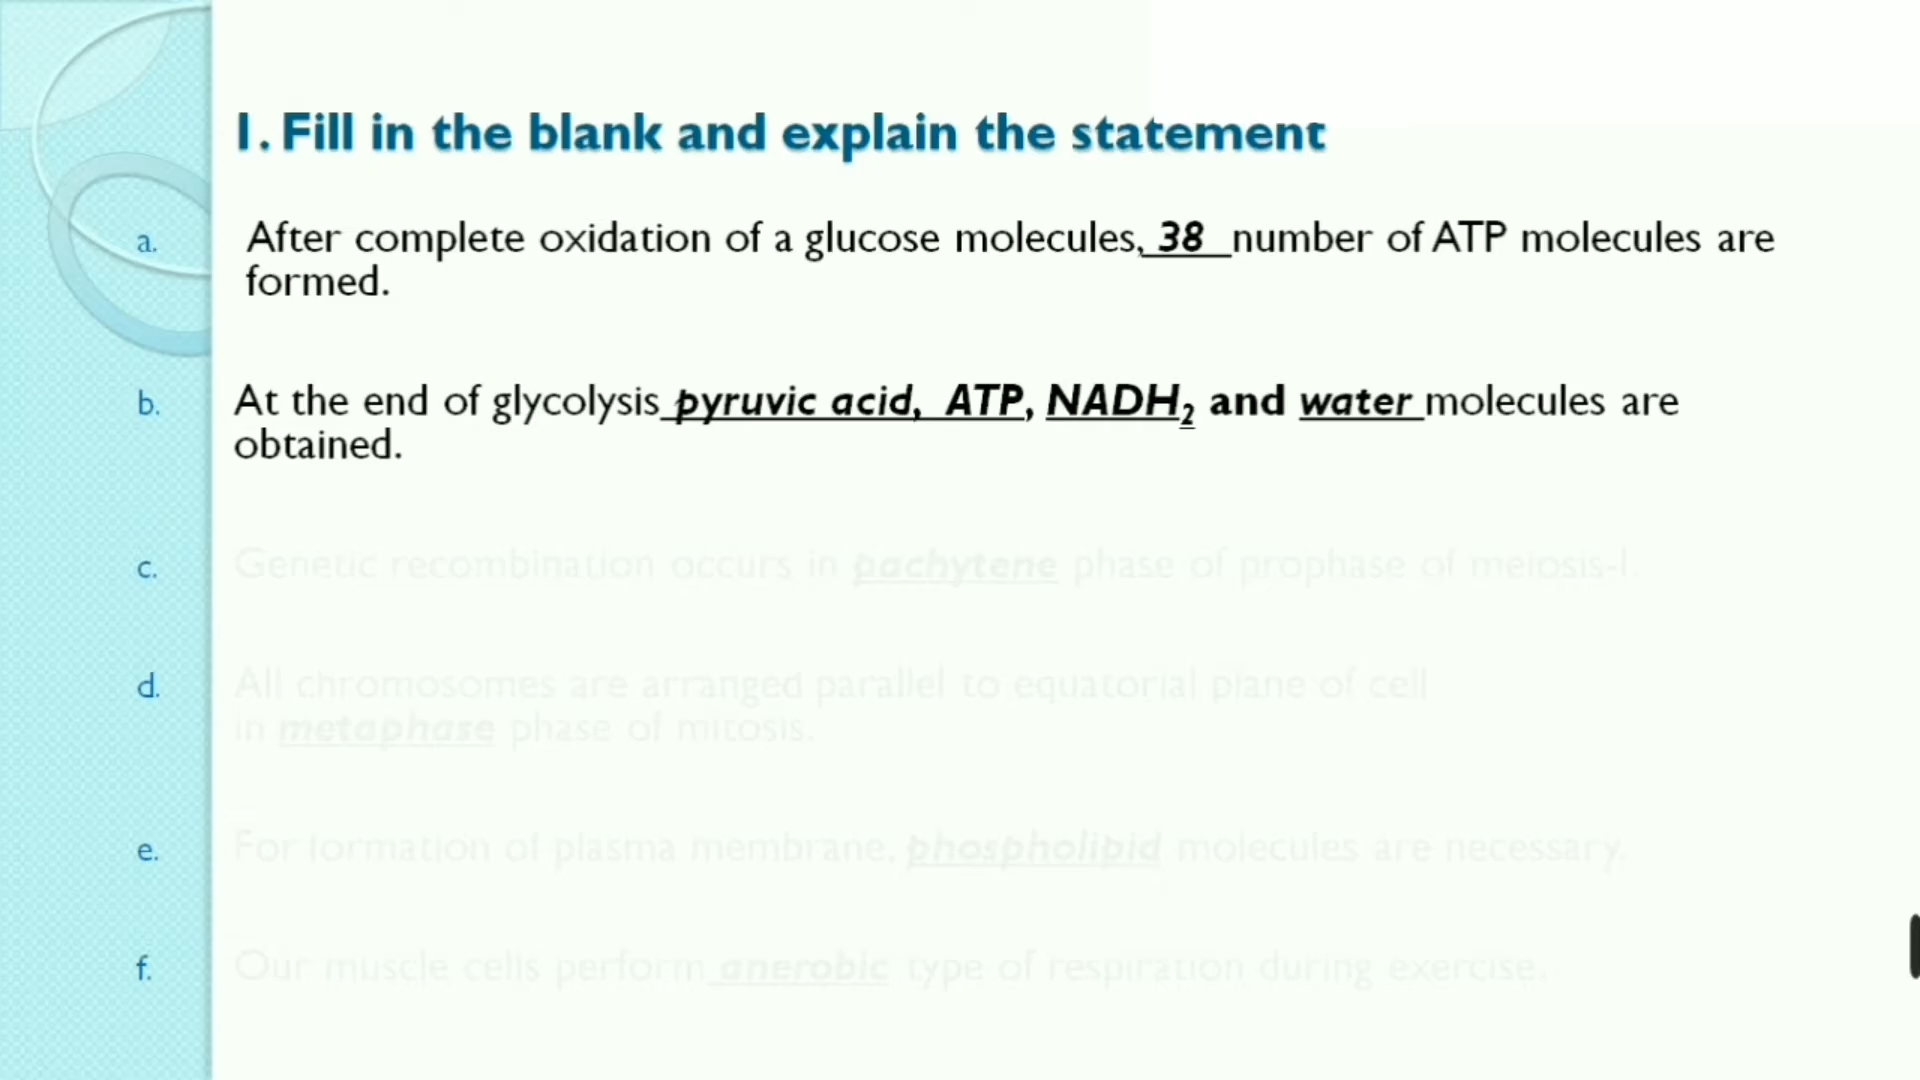 1. Fill in the blank and explain the statement
a. After complete oxidation of a glucose molecules, 38 number of ATP molecules are
formed.
b. At the end of glycolysis pyruvic acid, ATP, NADH₂ and water molecules are
obtained.
c. Genetic recombination occurs in pachytene phase of prophase of meiosis-I.
d. All chromosomes are arranged parallel to equatorial plane of cell
in metaphase phase of mitosis.
e. For formation of plasma membrane, phospholipid molecules are necessary.
f. Our muscle cells perform anerobic type of respiration during exercise.